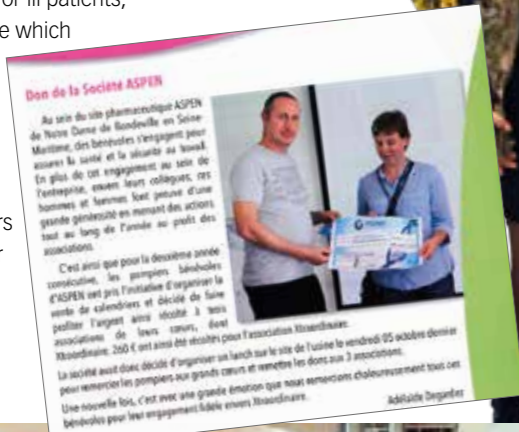 or ill patients,
e which
rs
r
Don de la Société ASPEN
Au sein du site pharmaceutique ASPEN
de Notre Dame de Bondeville en Seine-
Maritime, des bénévoles s'engagent pour
assurer la santé et la sécurité au travail.
En plus de cet engagement au sein de
l'entreprise, envers leurs collègues, ces
hommes et femmes font preuve d'une
grande générosité en menant des actions
tout au long de l'année au profit des
associations.
C'est ainsi que pour la deuxième année
consécutive, les pompiers bénévoles
d'ASPEN ont pris l'initiative d'organiser la
vente de calendriers et décidé de faire
profiter l'argent ainsi récolté à trois
associations de leurs cœurs, dont
Xtraordinaire. 260 € ont ainsi été récoltés pour l'association Xtraordinaire.
La société avait donc décidé d'organiser un lunch sur le site de l'usine le vendredi 05 octobre dernier
pour remercier les pompiers aux grands cœurs et remettre les dons aux 3 associations.
Une nouvelle fois, c'est avec une grande émotion que nous remercions chaleureusement tous ces
bénévoles pour leur engagement fidèle envers Xtraordinaire.
Adélaïde Degardez